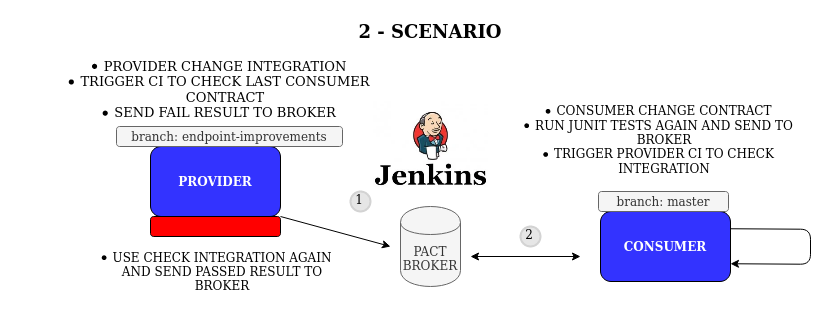 2 - SCENARIO
• PROVIDER CHANGE INTEGRATION
• TRIGGER CI TO CHECK LAST CONSUMER
CONTRACT
• SEND FAIL RESULT TO BROKER
branch: endpoint-improvements
PROVIDER
• USE CHECK INTEGRATION AGAIN
AND SEND PASSED RESULT TO
BROKER
Jenkins
1
PACT
BROKER
2
• CONSUMER CHANGE CONTRACT
• RUN JUNIT TESTS AGAIN AND SEND TO
BROKER
• TRIGGER PROVIDER CI TO CHECK
INTEGRATION
branch: master
CONSUMER